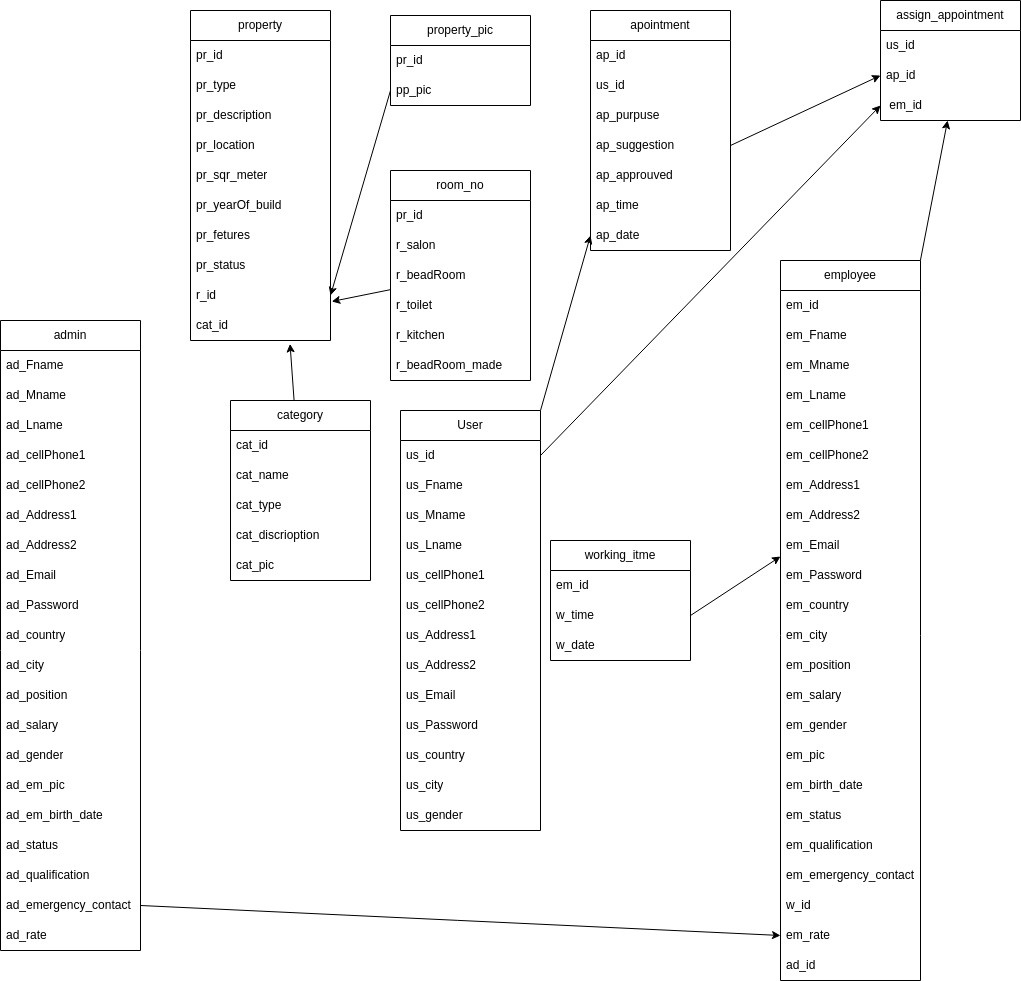 property
pr_id
pr_type
pr_description
pr_location
pr_sqr_meter
pr_yearOf_build
pr_fetures
pr_status
r_id
cat_id
property_pic
pr_id
pp_pic
apointment
ap_id
us_id
ap_purpuse
ap_suggestion
ap_approuved
ap_time
ap_date
assign_appointment
us_id
ap_id
em_id
room_no
pr_id
r_salon
r_beadRoom
r_toilet
r_kitchen
r_beadRoom_made
admin
ad_Fname
ad_Mname
ad_Lname
ad_cellPhone1
ad_cellPhone2
ad_Address1
ad_Address2
ad_Email
ad_Password
ad_country
ad_city
ad_position
ad_salary
ad_gender
ad_em_pic
ad_em_birth_date
ad_status
ad_qualification
ad_emergency_contact
ad_rate
category
cat_id
cat_name
cat_type
cat_discrioption
cat_pic
User
us_id
us_Fname
us_Mname
us_Lname
us_cellPhone1
us_cellPhone2
us_Address1
us_Address2
us_Email
us_Password
us_country
us_city
us_gender
working_itme
em_id
w_time
w_date
employee
em_id
em_Fname
em_Mname
em_Lname
em_cellPhone1
em_cellPhone2
em_Address1
em_Address2
em_Email
em_Password
em_country
em_city
em_position
em_salary
em_gender
em_pic
em_birth_date
em_status
em_qualification
em_emergency_contact
w_id
em_rate
ad_id